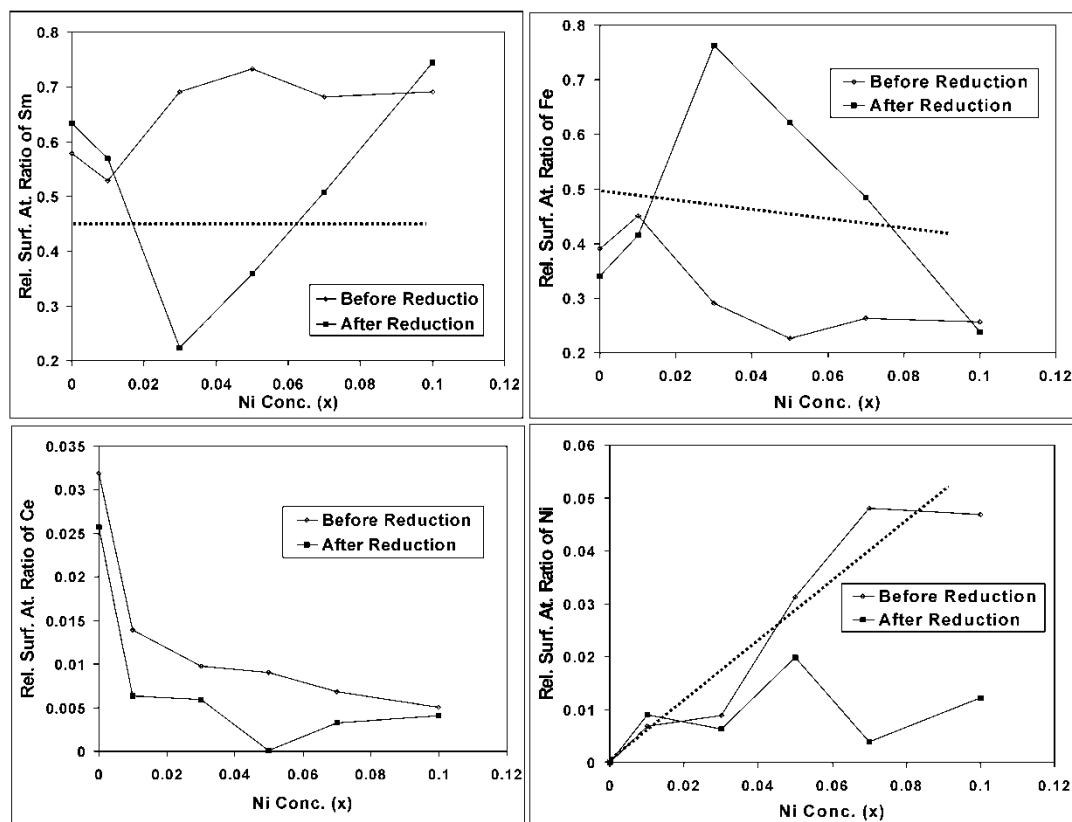 Rel. Surf. At. Ratio of Sm
0.8
0.7
0.6
0.5
0.4
0.3
0.2
Before Reductio
After Reduction
0 0.02 0.04 0.06 0.08 0.1 0.12
Ni Conc. (x)
Rel. Surf. At. Ratio of Fe
0.8
0.7
0.6
0.5
0.4
0.3
0.2
Before Reduction
After Reduction
0 0.02 0.04 0.06 0.08 0.1 0.12
Ni Conc. (x)
Rel. Surf. At. Ratio of Ce
0.035
0.03
0.025
0.02
0.015
0.01
0.005
0
Before Reduction
After Reduction
0 0.02 0.04 0.06 0.08 0.1 0.12
Ni Conc. (x)
Rel. Surf. At. Ratio of Ni
0.06
0.05
0.04
0.03
0.02
0.01
0.00
Before Reduction
After Reduction
0 0.02 0.04 0.06 0.08 0.1 0.12
Ni Conc. (x)